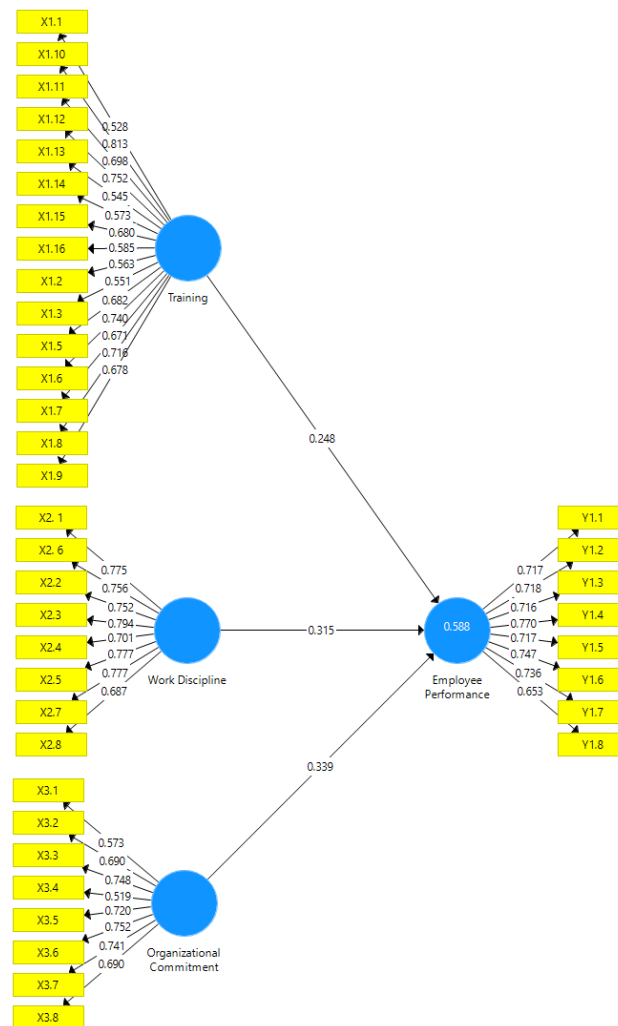 X1.1
X1.10
X1.11
X1.12
X1.13
X1.14
X1.15
X1.16
X1.2
X1.3
X1.5
X1.6
X1.7
X1.8
X1.9
0.528
0.813
0.698
0.752
0.545
0.573
0.680
0.585
0.563
0.551
0.682
0.740
0.671
0.716
0.678
Training
0.248
X2. 1
X2. 6
X2.2
X2.3
X2.4
X2.5
X2.7
X2.8
0.775
0.756
0.752
0.794
0.701
0.777
0.777
0.687
Work Discipline
0.315
0.588
Employee
Performance
0.717
0.718
0.716
0.770
0.717
0.747
0.736
0.653
Y1.1
Y1.2
Y1.3
Y1.4
Y1.5
Y1.6
Y1.7
Y1.8
0.339
X3.1
X3.2
X3.3
X3.4
X3.5
X3.6
X3.7
X3.8
0.573
0.690
0.748
0.519
0.720
0.752
0.741
0.690
Organizational
Commitment